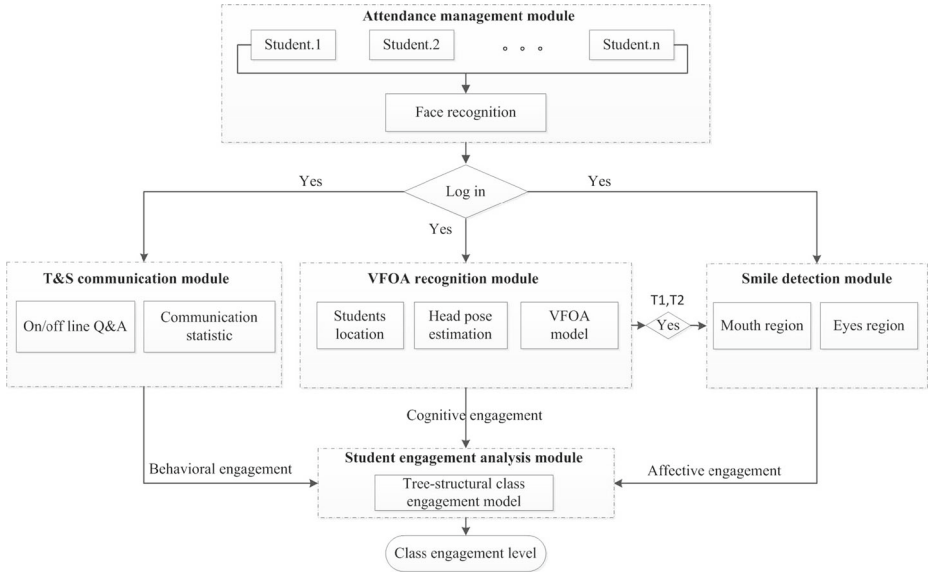 Attendance management module
Student.1
Student.2
Student.n
Face recognition
Log in
Yes
Yes
Yes
T&S communication module
On/off line Q&A
Communication
statistic
VFOA recognition module
Students
location
Head pose
estimation
VFOA
model
T1,T2
Yes
Smile detection module
Mouth region
Eyes region
Cognitive engagement
Behavioral engagement
Affective engagement
Student engagement analysis module
Tree-structural class
engagement model
Class engagement level